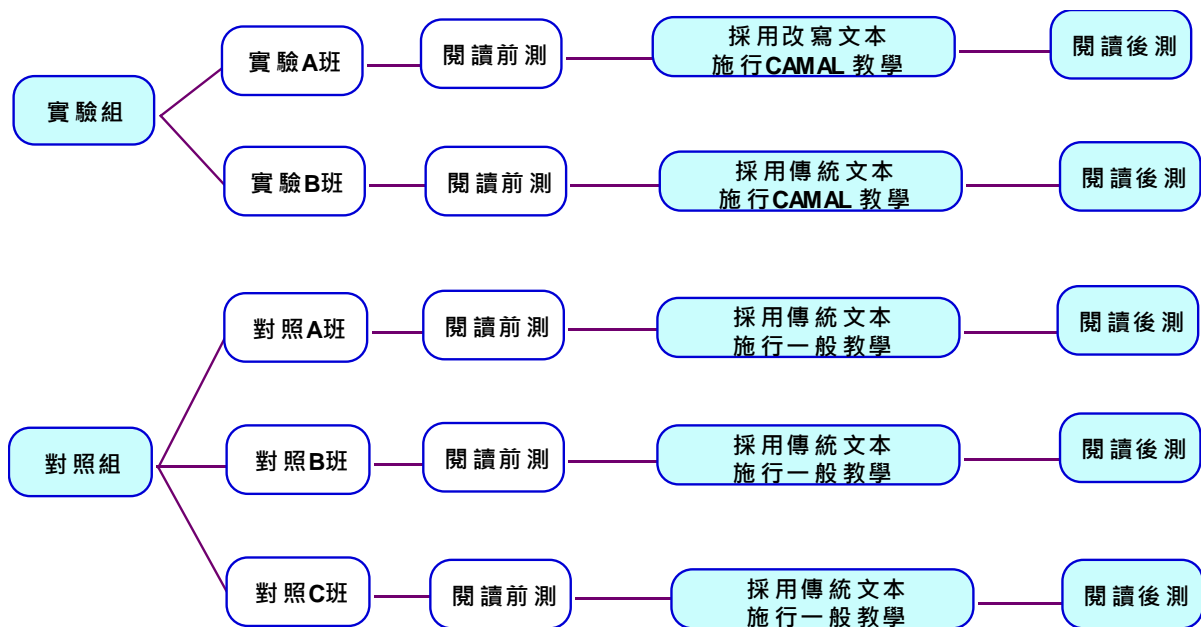 實驗組
實驗A班
閱讀前測
採用改寫文本
施行CAMAL 教學
閱讀後測
實驗B班
閱讀前測
採用傳統文本
施行CAMAL 教學
閱讀後測
對照組
對照A班
閱讀前測
採用傳統文本
施行一般教學
閱讀後測
對照B班
閱讀前測
採用傳統文本
施行一般教學
閱讀後測
對照C班
閱讀前測
採用傳統文本
施行一般教學
閱讀後測